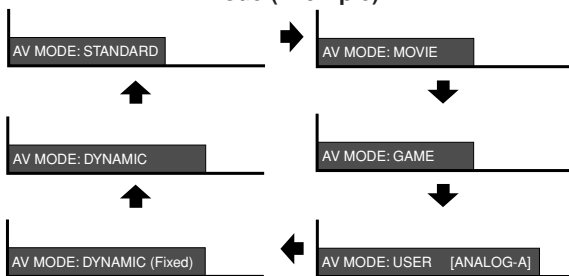 AV MODE: STANDARD
AV MODE: MOVIE
AV MODE: DYNAMIC
AV MODE: GAME
AV MODE: DYNAMIC (Fixed)
AV MODE: USER [ANALOG-A]